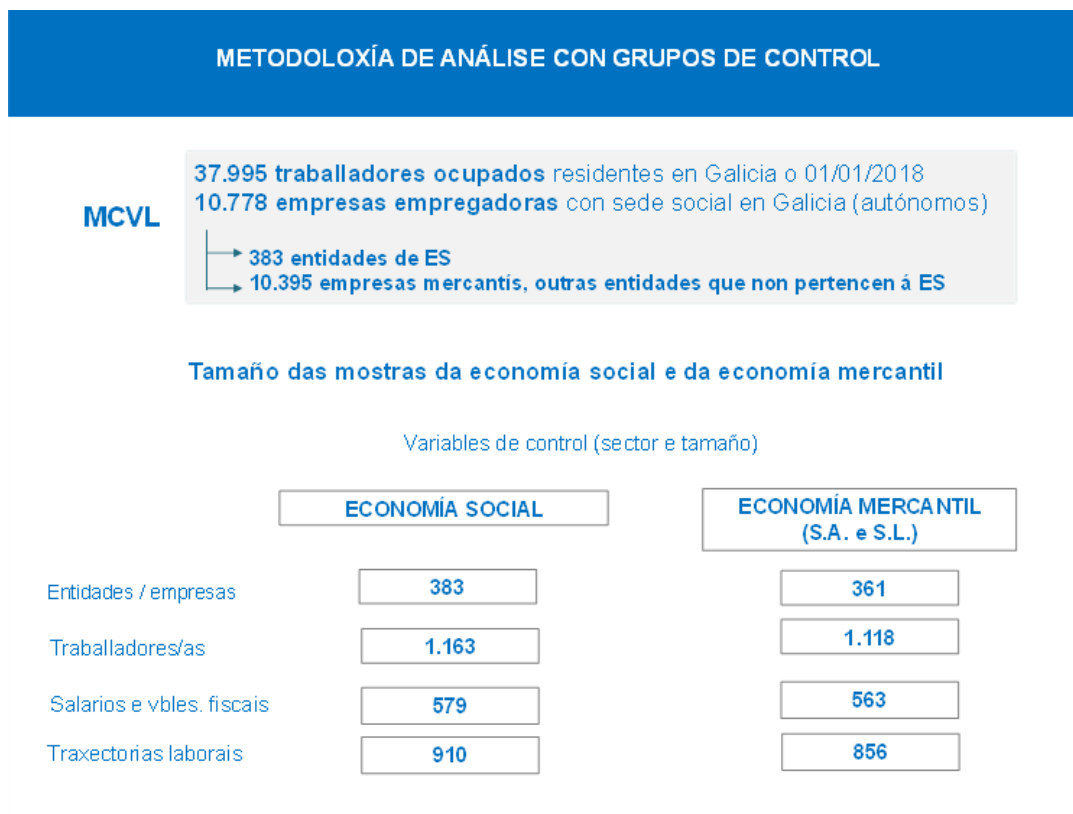 METODOLOXÍA DE ANÁLISE CON GRUPOS DE CONTROL
MCVL
37.995 traballadores ocupados residentes en Galicia o 01/01/2018
10.778 empresas empregadoras con sede social en Galicia (autónomos)
383 entidades de ES
10.395 empresas mercantís, outras entidades que non pertencen á ES
Tamaño das mostras da economía social e da economía mercantil
Variables de control (sector e tamaño)
ECONOMÍA SOCIAL
ECONOMÍA MERCANTIL
(S.A. e S.L.)
Entidades / empresas 383 361
Traballadores/as 1.163 1.118
Salarios e vbles. fiscais 579 563
Traxectorias laborais 910 856